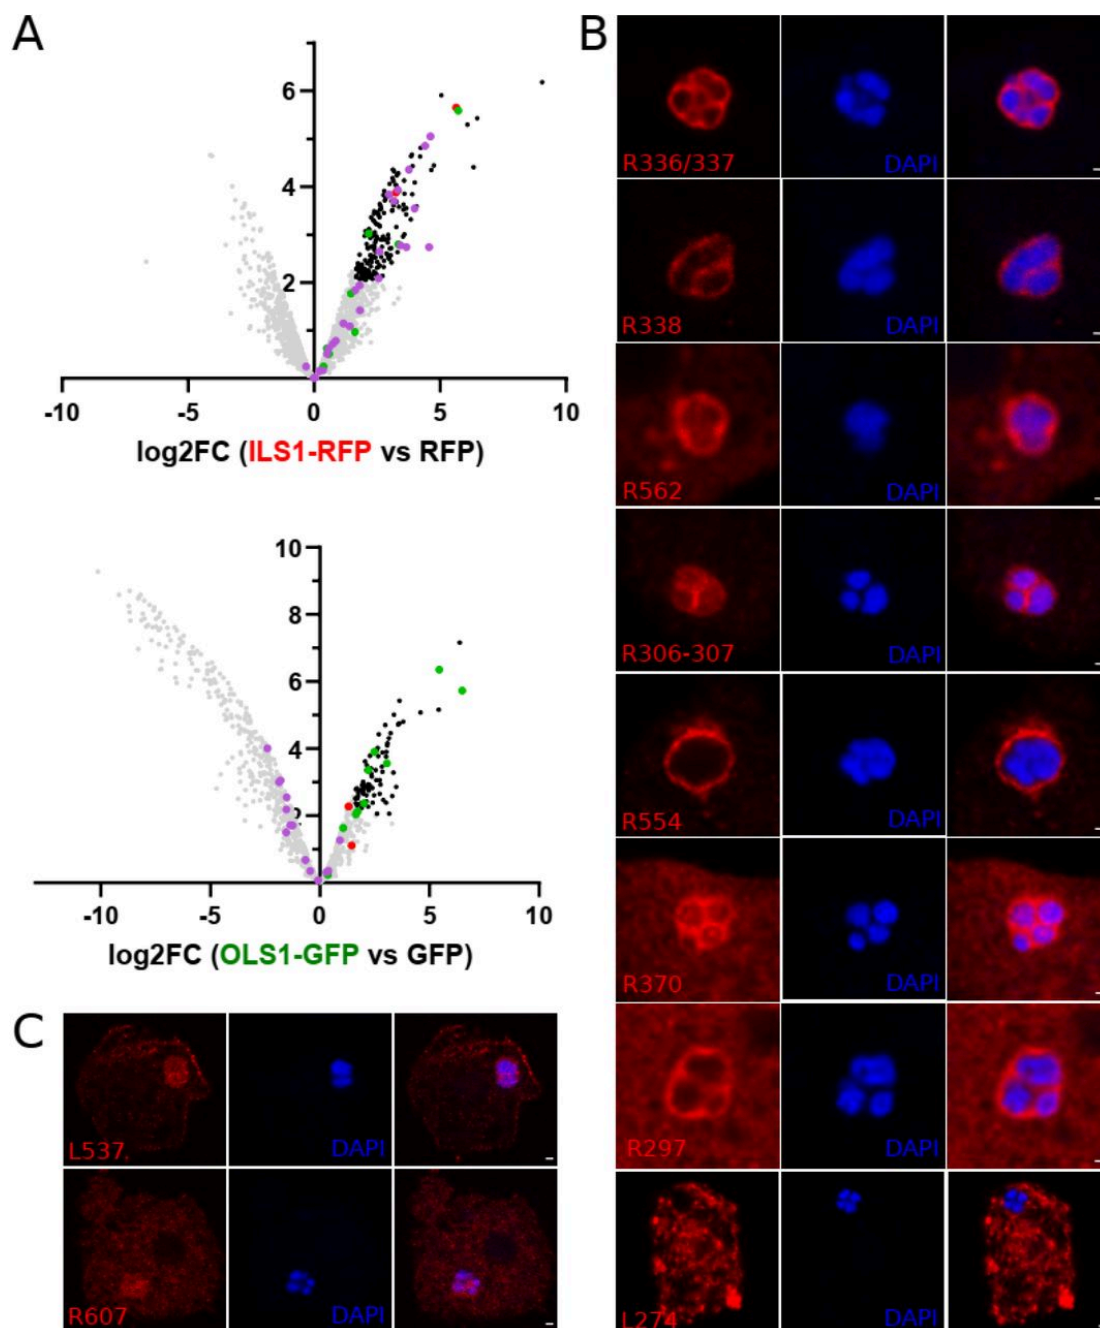 A
6
4
2
-10 -5 0 5 10
log2FC (ILS1-RFP vs RFP)
10
8
6
4
2
-10 -5 0 5 10
log2FC (OLS1-GFP vs GFP)
B
R336/337 DAPI
R338 DAPI
R562 DAPI
R306-307 DAPI
R554 DAPI
R370 DAPI
R297 DAPI
L274 DAPI
C
L537, DAPI
R607 DAPI